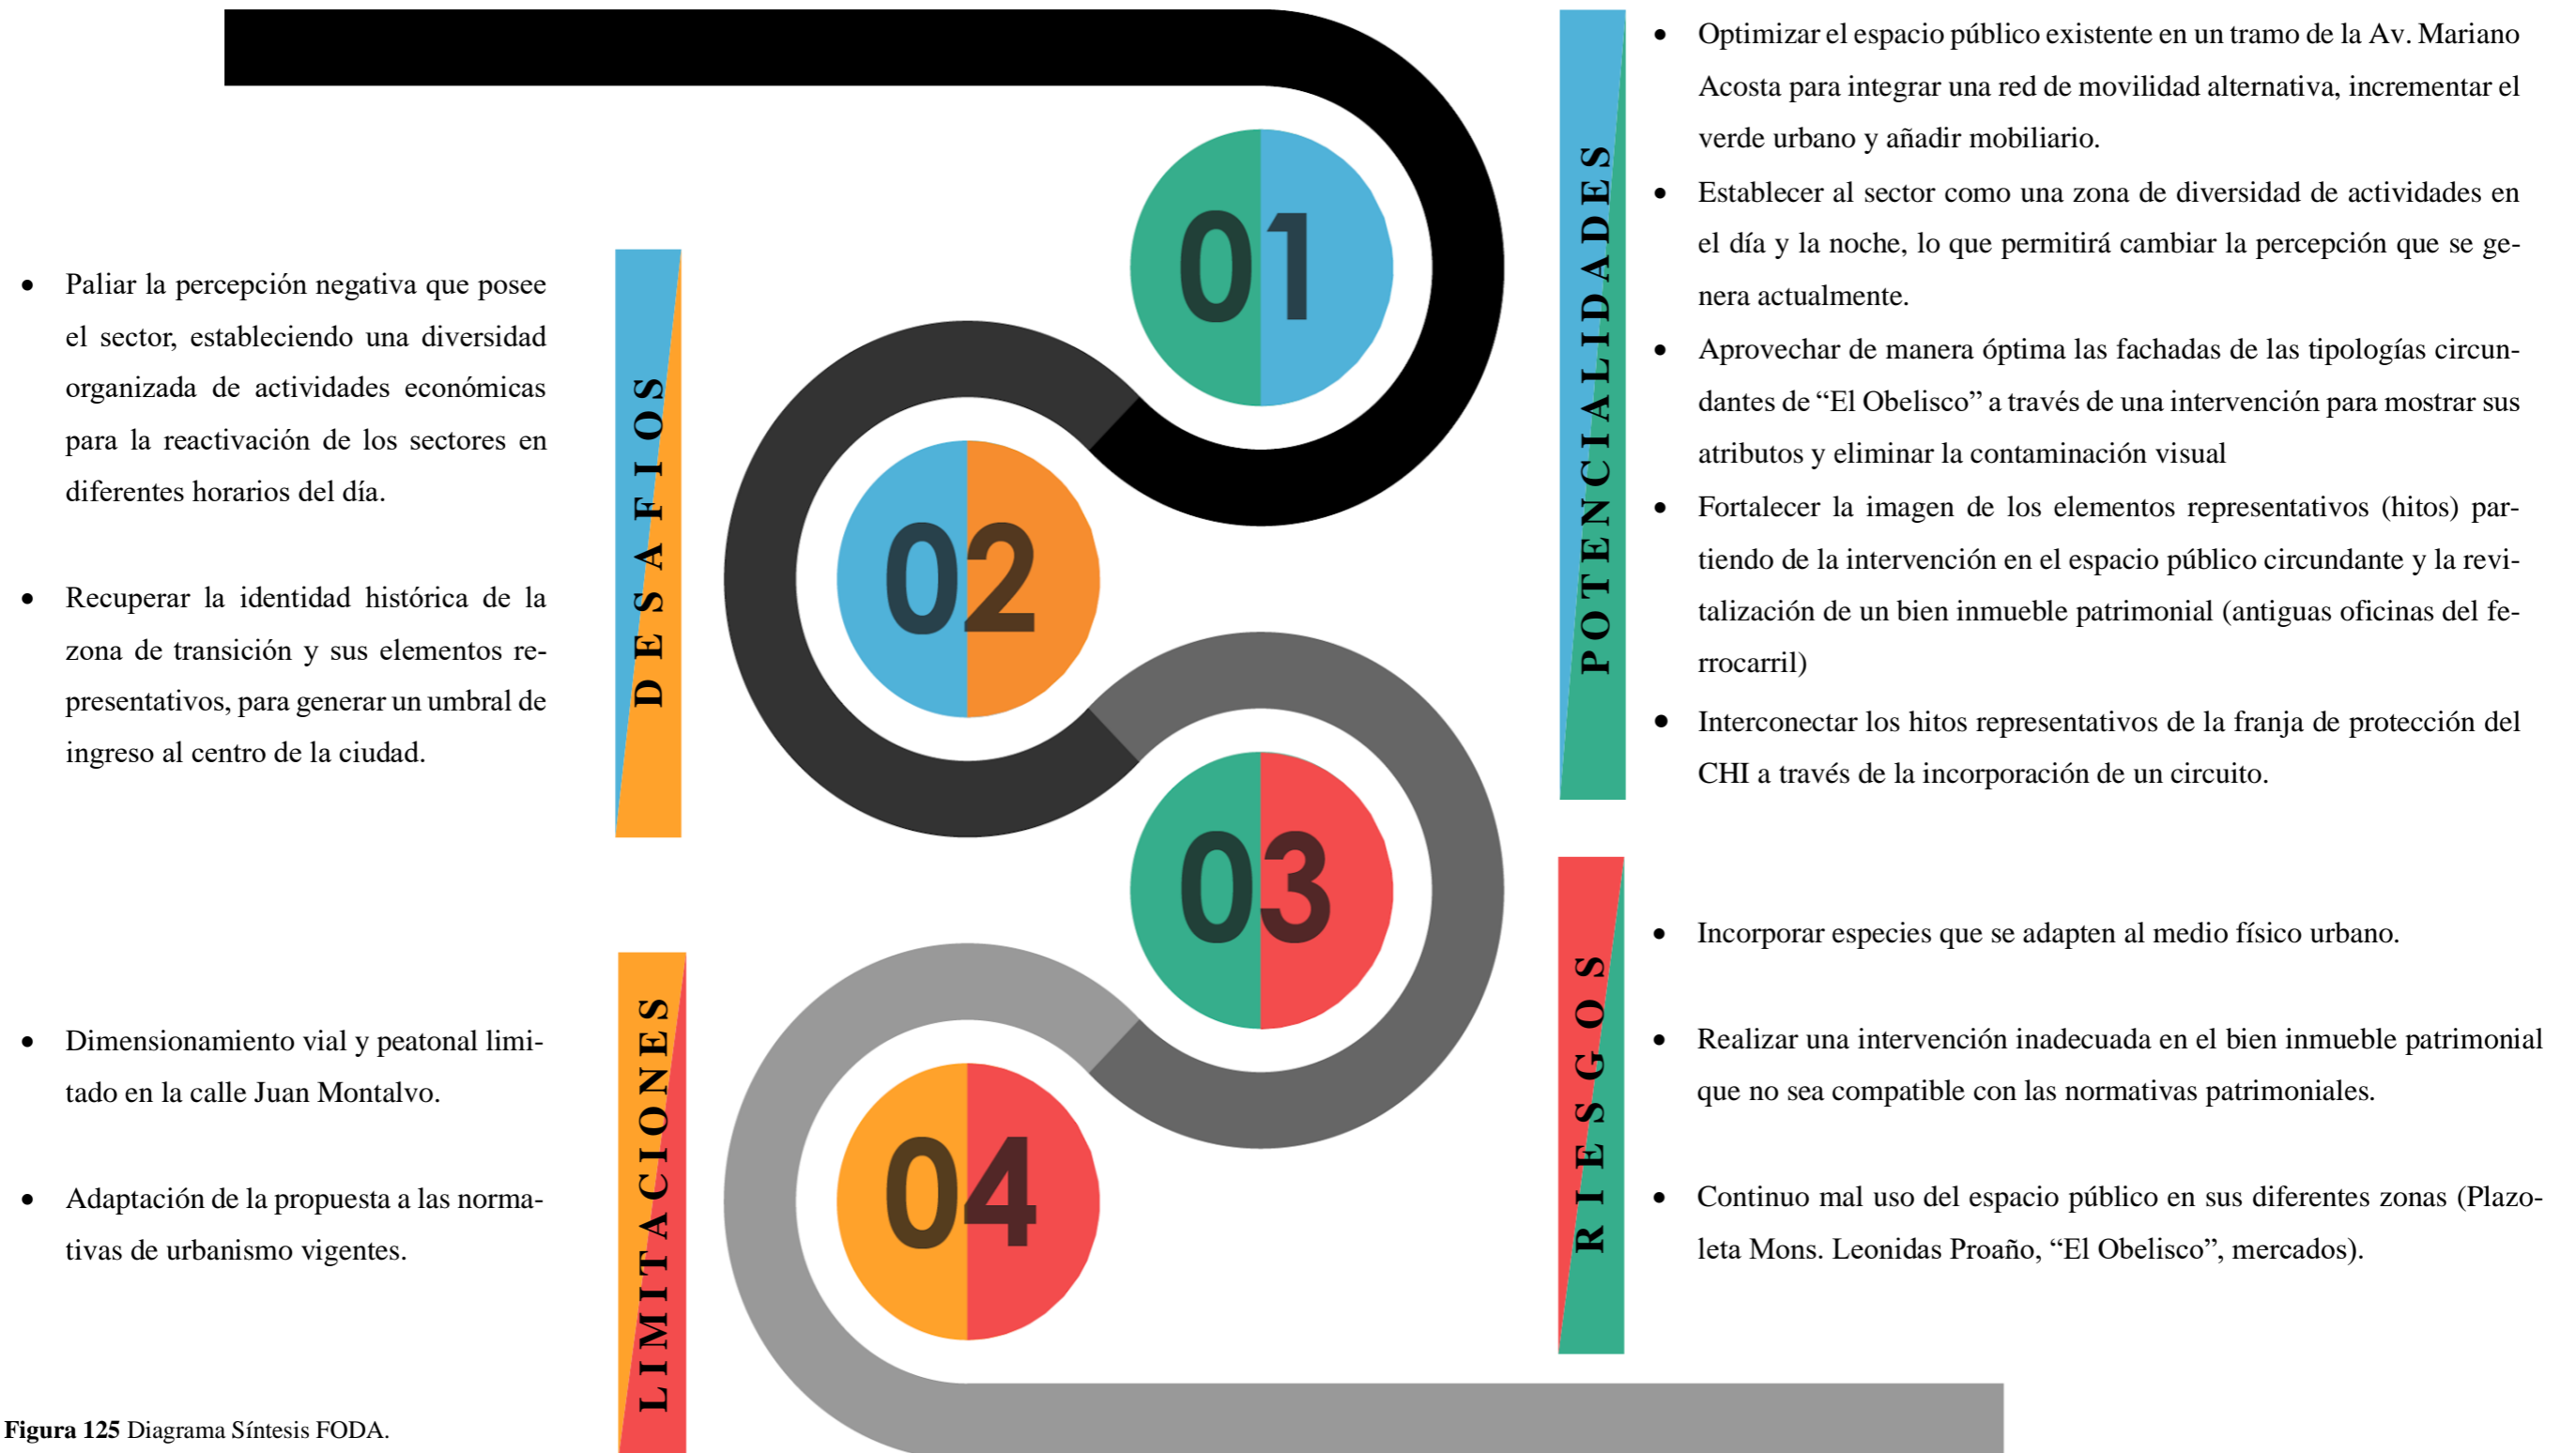 01
POTENCIALIDADES
• Optimizar el espacio público existente en un tramo de la Av. Mariano
Acosta para integrar una red de movilidad alternativa, incrementar el
verde urbano y añadir mobiliario.
• Establecer al sector como una zona de diversidad de actividades en
el día y la noche, lo que permitirá cambiar la percepción que se ge-
nera actualmente.
• Aprovechar de manera óptima las fachadas de las tipologías circun-
dantes de “El Obelisco” a través de una intervención para mostrar sus
atributos y eliminar la contaminación visual
• Fortalecer la imagen de los elementos representativos (hitos) par-
tiendo de la intervención en el espacio público circundante y la revi-
talización de un bien inmueble patrimonial (antiguas oficinas del fe-
rrocarril)
• Interconectar los hitos representativos de la franja de protección del
CHI a través de la incorporación de un circuito.
02
DESAFIOS
• Paliar la percepción negativa que posee
el sector, estableciendo una diversidad
organizada de actividades económicas
para la reactivación de los sectores en
diferentes horarios del día.
• Recuperar la identidad histórica de la
zona de transición y sus elementos re-
presentativos, para generar un umbral de
ingreso al centro de la ciudad.
03
RIESGOS
• Incorporar especies que se adapten al medio físico urbano.
• Realizar una intervención inadecuada en el bien inmueble patrimonial
que no sea compatible con las normativas patrimoniales.
• Continuo mal uso del espacio público en sus diferentes zonas (Plazo-
leta Mons. Leonidas Proaño, “El Obelisco”, mercados).
04
LIMITACIONES
• Dimensionamiento vial y peatonal limi-
tado en la calle Juan Montalvo.
• Adaptación de la propuesta a las norma-
tivas de urbanismo vigentes.
Figura 125 Diagrama Síntesis FODA.